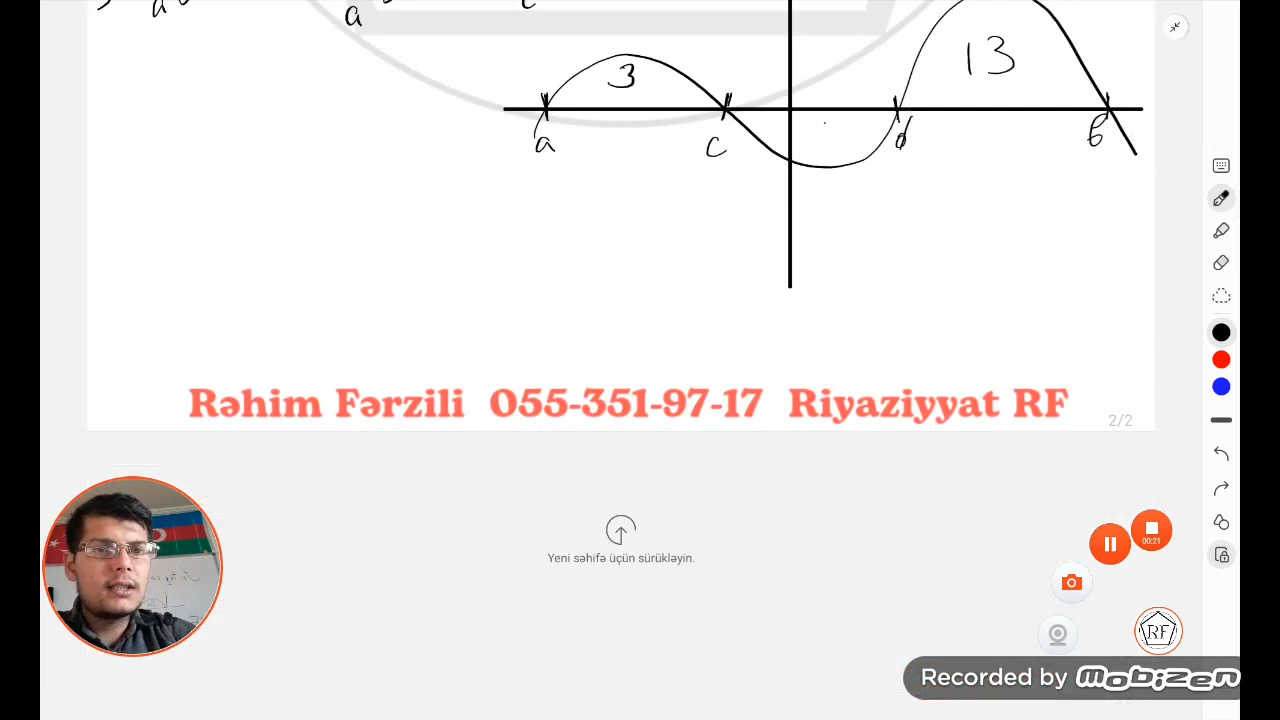 a
3
13
a
c
d
b
Rəhim Fərzili 055-351-97-17 Riyaziyyat RF
2/2
Yeni səhifə üçün sürükləyin.
00:21
RF
Recorded by mobizen